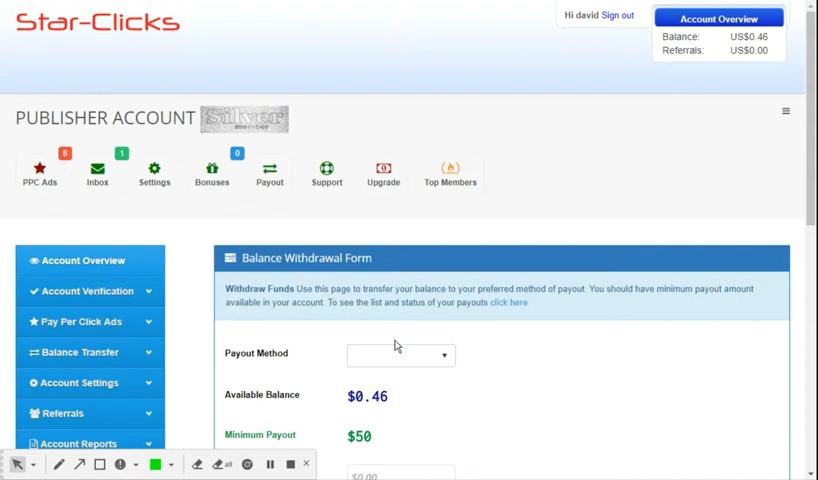 Star-Clicks
Hi david Sign out
Account Overview
Balance: US$0.46
Referrals: US$0.00
PUBLISHER ACCOUNT Silver member
8 1 0
PPC Ads Inbox Settings Bonuses Payout Support Upgrade Top Members
Account Overview
Account Verification
Pay Per Click Ads
Balance Transfer
Account Settings
Referrals
Account Reports
Balance Withdrawal Form
Withdraw Funds Use this page to transfer your balance to your preferred method of payout. You should have minimum payout amount
available in your account. To see the list and status of your payouts click here
Payout Method
Available Balance $0.46
Minimum Payout $50
$0.00
all